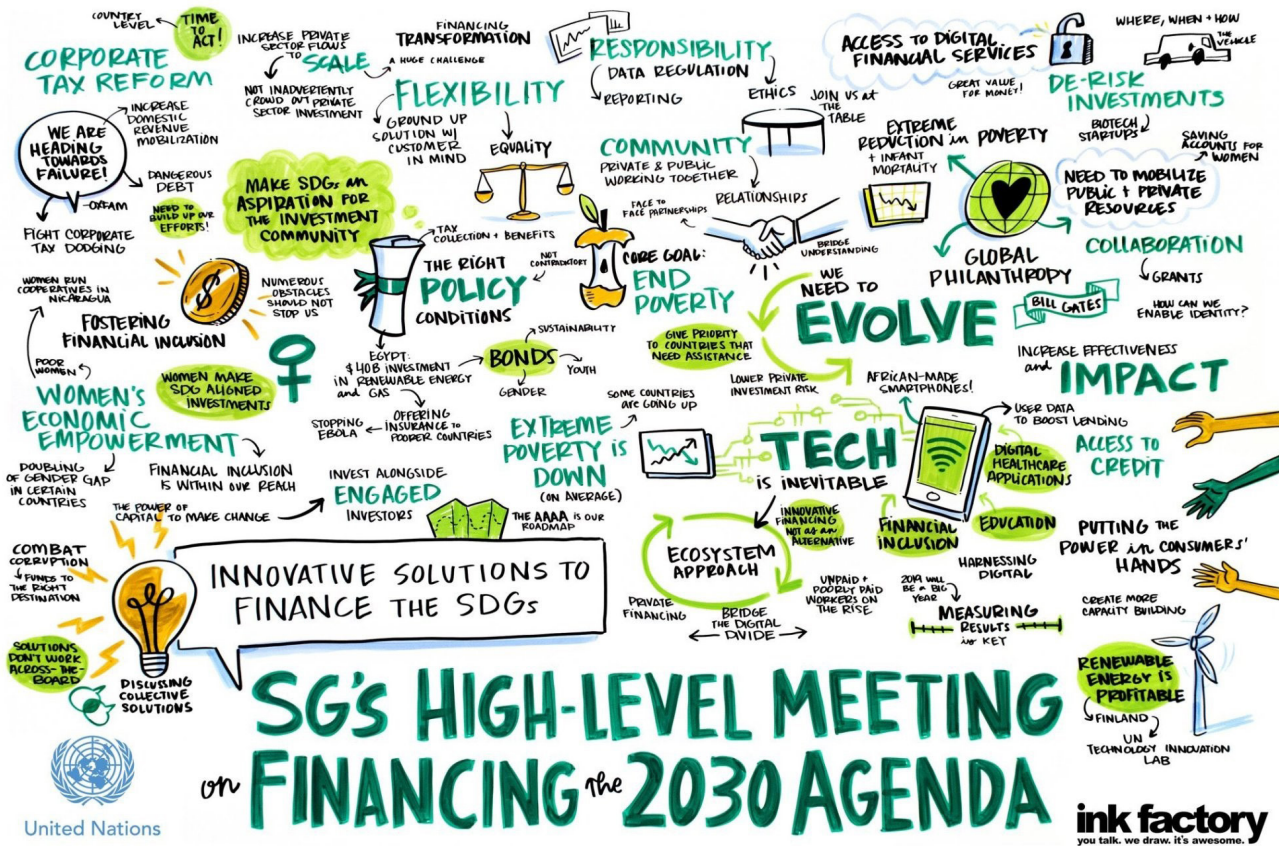 COUNTRY
LEVEL
TIME
TO
ACT!
CORPORATE
TAX REFORM
INCREASE
DOMESTIC
REVENUE
MOBILIZATION
WE ARE
HEADING
TOWARDS
FAILURE!
-OXFAM
DANGEROUS
DEBT
NEED TO
BUILD UP OUR
EFFORTS!
FIGHT CORPORATE
TAX DODGING
INCREASE PRIVATE
SECTOR FLOWS
TO
SCALE
A HUGE CHALLENGE
NOT INADVERTENTLY
CROWD OUT PRIVATE
SECTOR INVESTMENT
FINANCING
TRANSFORMATION
FLEXIBILITY
GROUND UP
SOLUTION W/
CUSTOMER
IN MIND
EQUALITY
RESPONSIBILITY
DATA REGULATION
REPORTING
ETHICS
JOIN US at
THE
TABLE
COMMUNITY
PRIVATE & PUBLIC
WORKING TOGETHER
RELATIONSHIPS
FACE TO
FACE PARTNERSHIPS
BRIDGE
UNDERSTANDING
ACCESS TO DIGITAL
FINANCIAL SERVICES
GREAT VALUE
FOR MONEY!
WHERE, WHEN + HOW
THE
VEHICLE
DE-RISK
INVESTMENTS
BIOTECH
STARTUPS
SAVING
ACCOUNTS FOR
WOMEN
EXTREME
REDUCTION in POVERTY
+ INFANT
MORTALITY
NEED TO MOBILIZE
PUBLIC + PRIVATE
RESOURCES
COLLABORATION
GRANTS
HOW CAN WE
ENABLE IDENTITY?
GLOBAL
PHILANTHROPY
BILL GATES
MAKE SDGs an
ASPIRATION FOR
THE INVESTMENT
COMMUNITY
TAX
COLLECTION + BENEFITS
THE RIGHT
POLICY
CONDITIONS
NOT
CONTRADICTORY
CORE GOAL:
END
POVERTY
WE
NEED TO
EVOLVE
GIVE PRIORITY
TO COUNTRIES THAT
NEED ASSISTANCE
LOWER PRIVATE
INVESTMENT RISK
INCREASE EFFECTIVENESS
and IMPACT
WOMEN RUN
COOPERATIVES IN
NICARAGUA
FOSTERING
FINANCIAL INCLUSION
$
NUMEROUS
OBSTACLES
SHOULD NOT
STOP US
POOR
WOMEN
WOMEN MAKE
SDG ALIGNED
INVESTMENTS
WOMEN'S
ECONOMIC
EMPOWERMENT
DOUBLING
OF GENDER GAP
IN CERTAIN
COUNTRIES
FINANCIAL INCLUSION
IS WITHIN OUR REACH
EGYPT:
$40B INVESTMENT
IN RENEWABLE ENERGY
and GAS
BONDS
SUSTAINABILITY
YOUTH
GENDER
OFFERING
INSURANCE TO
POORER COUNTRIES
STOPPING
EBOLA
EXTREME
POVERTY IS
DOWN
(ON AVERAGE)
SOME COUNTRIES
are GOING UP
THE POWER OF
CAPITAL TO MAKE CHANGE
INVEST ALONGSIDE
ENGAGED
INVESTORS
THE AAAA is OUR
ROADMAP
AFRICAN-MADE
SMARTPHONES!
TECH
is INEVITABLE
USER DATA
TO BOOST LENDING
DIGITAL
HEALTHCARE
APPLICATIONS
EDUCATION
FINANCIAL
INCLUSION
ACCESS TO
CREDIT
PUTTING THE
POWER in CONSUMERS'
HANDS
INNOVATIVE
FINANCING
NOT as an
ALTERNATIVE
ECOSYSTEM
APPROACH
PRIVATE
FINANCING
BRIDGE
THE DIGITAL
DIVIDE
UNPAID +
POORLY PAID
WORKERS ON
THE RISE
HARNESSING
DIGITAL
2019 WILL
BE a BIG
YEAR
MEASURING
RESULTS
is KEY
CREATE MORE
CAPACITY BUILDING
RENEWABLE
ENERGY IS
PROFITABLE
FINLAND
UN
TECHNOLOGY INNOVATION
LAB
COMBAT
CORRUPTION
FUNDS TO
THE RIGHT
DESTINATION
SOLUTIONS
DON'T WORK
ACROSS-THE-
BOARD
DISCUSSING
COLLECTIVE
SOLUTIONS
INNOVATIVE SOLUTIONS TO
FINANCE THE SDGs
SG'S HIGH-LEVEL MEETING
on FINANCING the 2030 AGENDA
United Nations
ink factory
you talk. we draw. it's awesome.